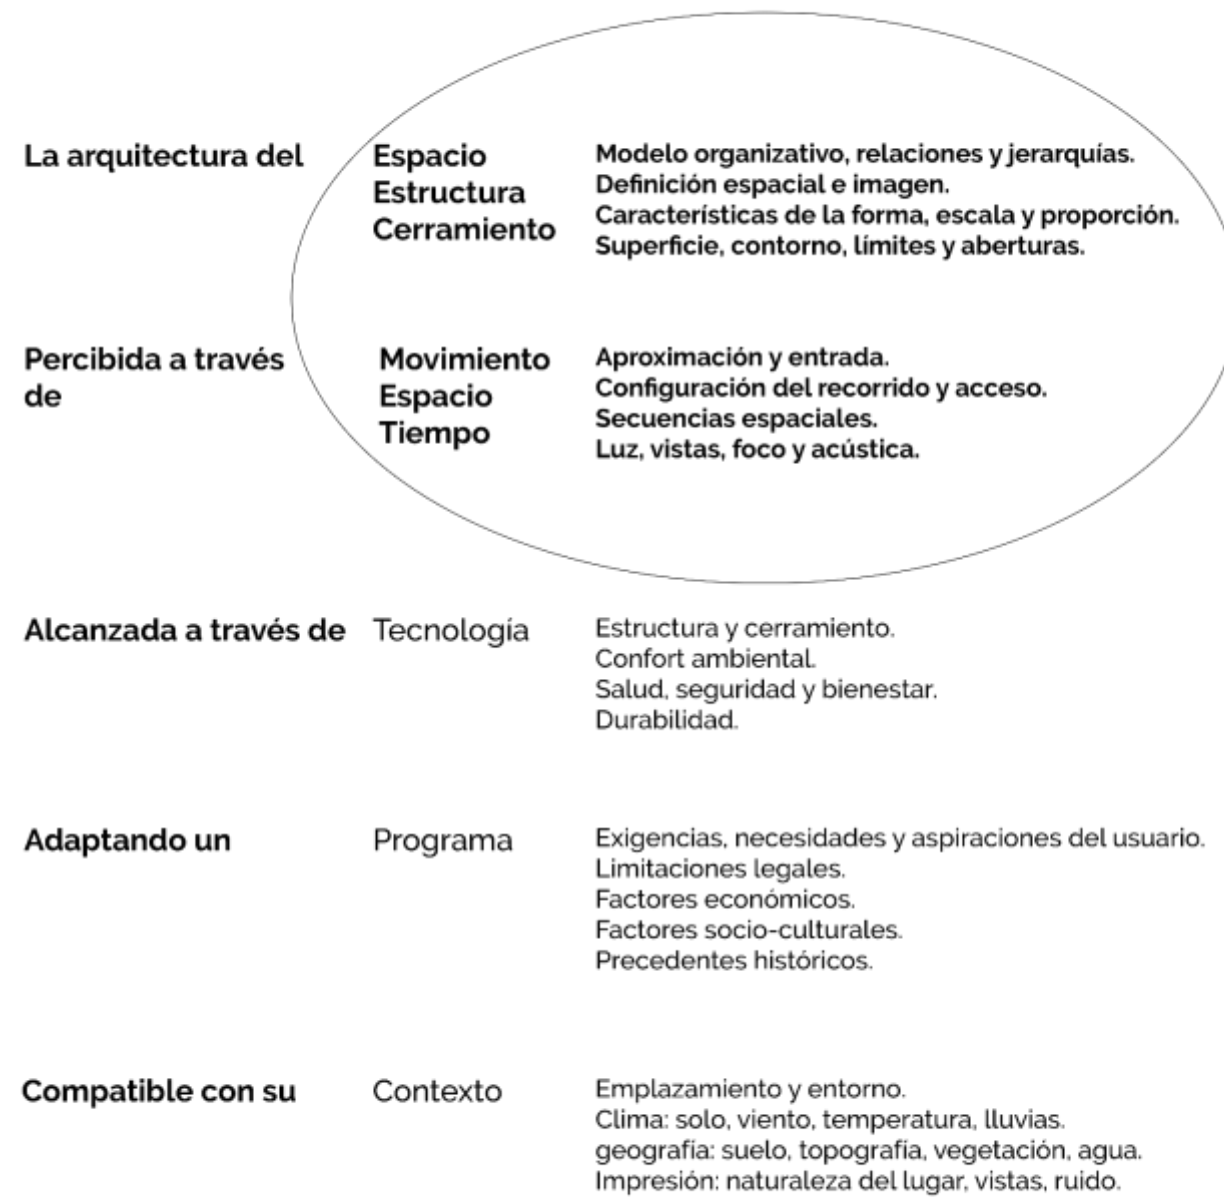 La arquitectura del
Espacio
Estructura
Cerramiento
Modelo organizativo, relaciones y jerarquías.
Definición espacial e imagen.
Características de la forma, escala y proporción.
Superficie, contorno, límites y aberturas.
Percibida a través
de
Movimiento
Espacio
Tiempo
Aproximación y entrada.
Configuración del recorrido y acceso.
Secuencias espaciales.
Luz, vistas, foco y acústica.
Alcanzada a través de
Tecnología
Estructura y cerramiento.
Confort ambiental.
Salud, seguridad y bienestar.
Durabilidad.
Adaptando un
Programa
Exigencias, necesidades y aspiraciones del usuario.
Limitaciones legales.
Factores económicos.
Factores socio-culturales.
Precedentes históricos.
Compatible con su
Contexto
Emplazamiento y entorno.
Clima: solo, viento, temperatura, lluvias.
geografía: suelo, topografía, vegetación, agua.
Impresión: naturaleza del lugar, vistas, ruido.